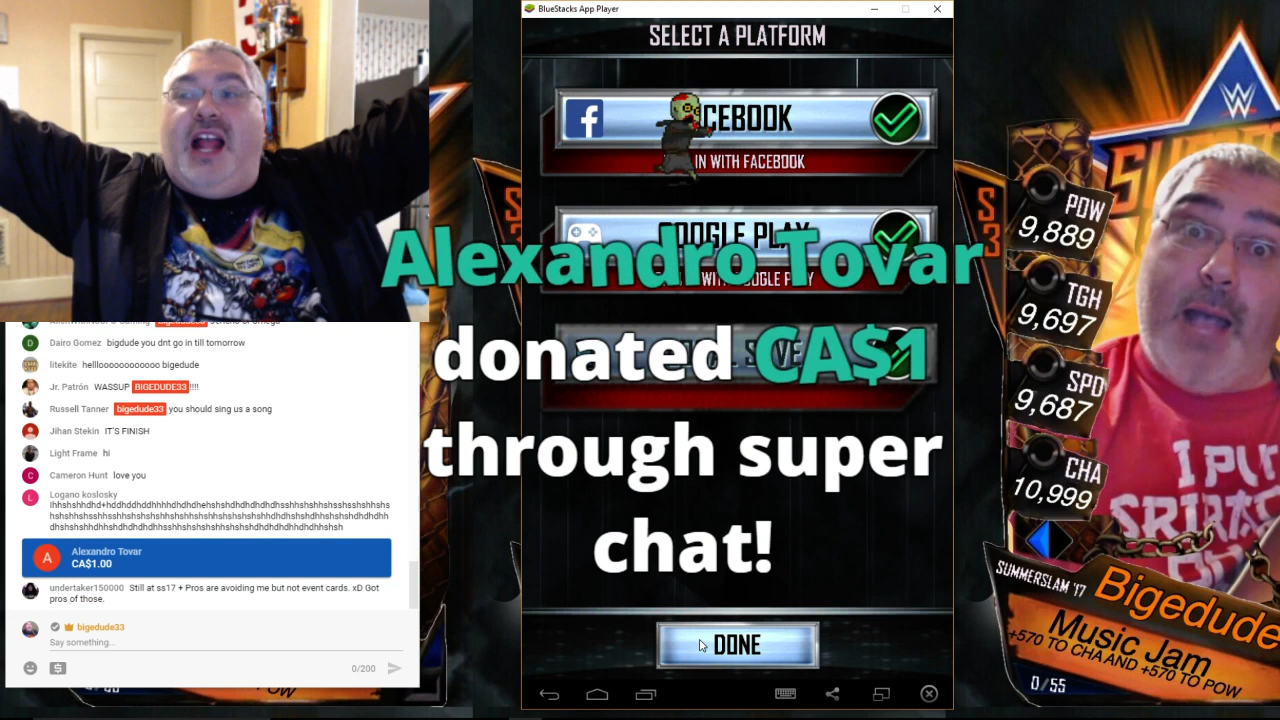 BlueStacks App Player
SELECT A PLATFORM
CEBOOK
IN WITH FACEBOOK
GOOGLE PLAY
Alexandro Tovar
donated CA$1
through super
chat!
DONE
Dairo Gomez bigdude you dnt go in till tomorrow
litekite hellloooooooooooo bigedude
Jr. Patrón WASSUP BIGEDUDE33!!!!
Russell Tanner bigedude33 you should sing us a song
Jihan Stekin IT'S FINISH
Light Frame hi
Cameron Hunt love you
Logano koslosky
Alexandro Tovar
CA$1.00
undertaker150000 Still at ss17 + Pros are avoiding me but not event cards. xD Got
pros of those.
bigedude33
Say something...
0/200
POW
9,889
TGH
9,697
SPD
9,687
CHA
10,999
SUMMERSLAM '17
Bigedude
Music Jam
+570 TO CHA AND +570 TO POW
0/55